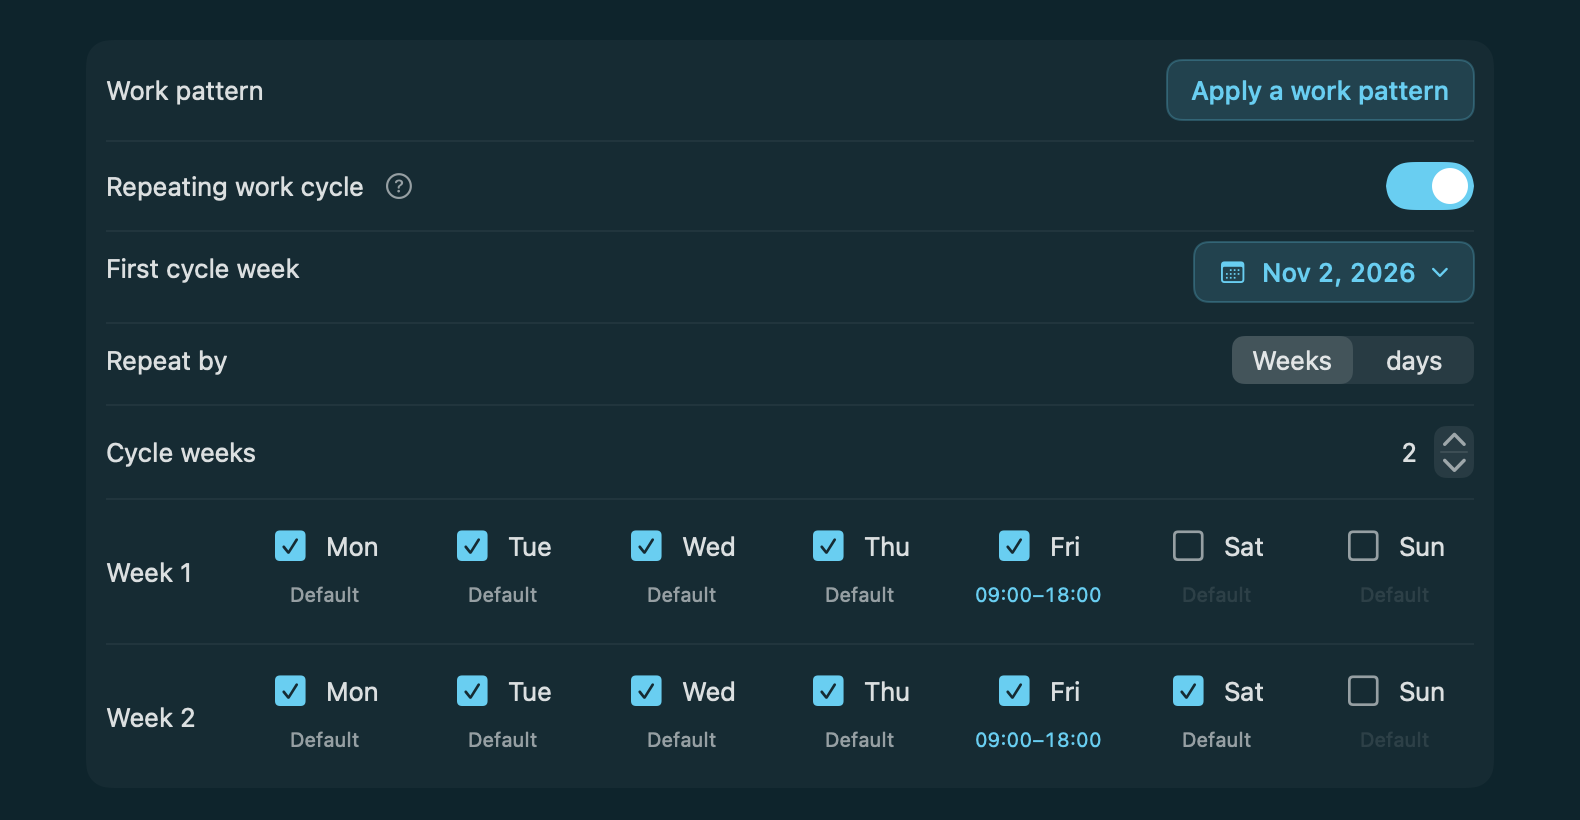 Work pattern
Apply a work pattern
Repeating work cycle ?
First cycle week
Nov 2, 2026
Repeat by
Weeks days
Cycle weeks
2
Week 1
Mon Tue Wed Thu Fri Sat Sun
Default Default Default Default 09:00–18:00 Default Default
Week 2
Mon Tue Wed Thu Fri Sat Sun
Default Default Default Default 09:00–18:00 Default Default